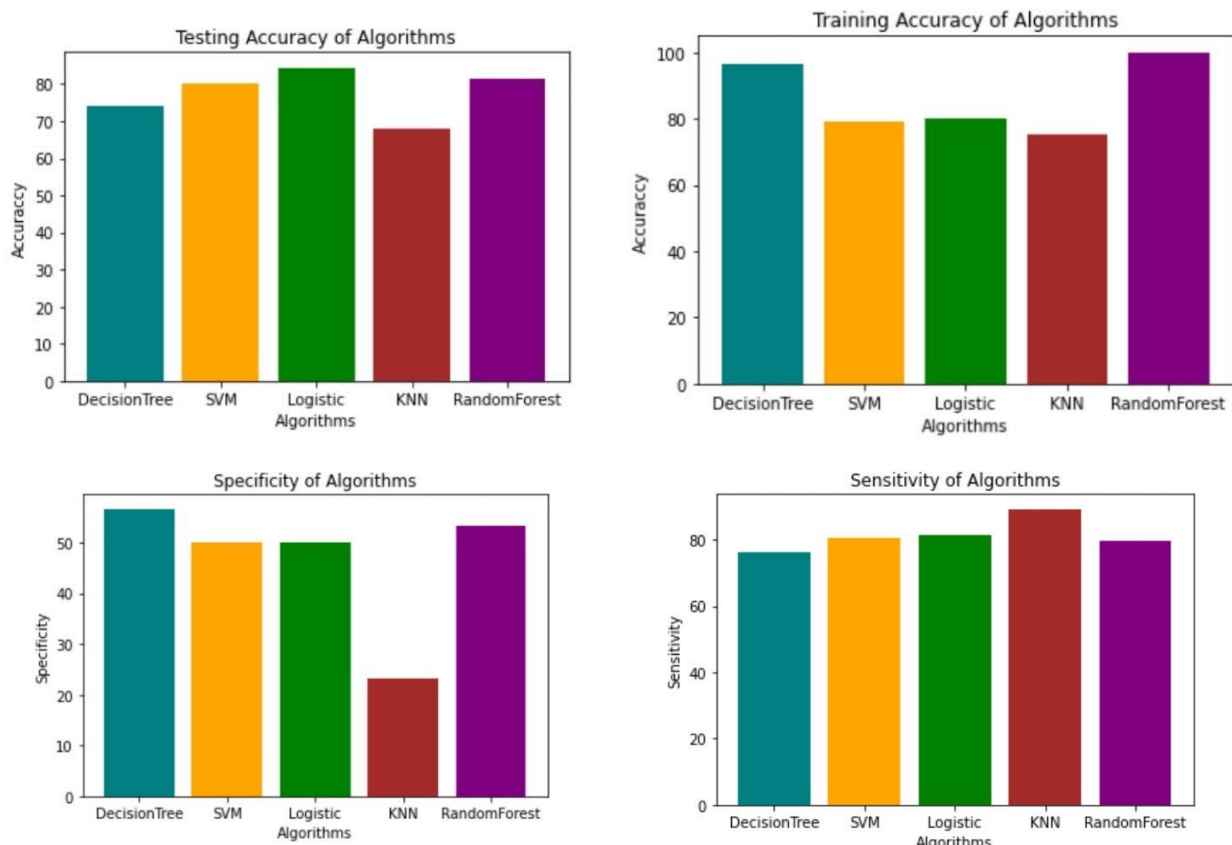 Testing Accuracy of Algorithms
80
70
60
50
40
30
20
10
0
Accuraccy
DecisionTree SVM Logistic KNN RandomForest
Algorithms
Training Accuracy of Algorithms
100
80
60
40
20
0
Accuraccy
DecisionTree SVM Logistic KNN RandomForest
Algorithms
Specificity of Algorithms
50
40
30
20
10
0
Specificity
DecisionTree SVM Logistic KNN RandomForest
Algorithms
Sensitivity of Algorithms
80
60
40
20
0
Sensitivity
DecisionTree SVM Logistic KNN RandomForest
Algorithms